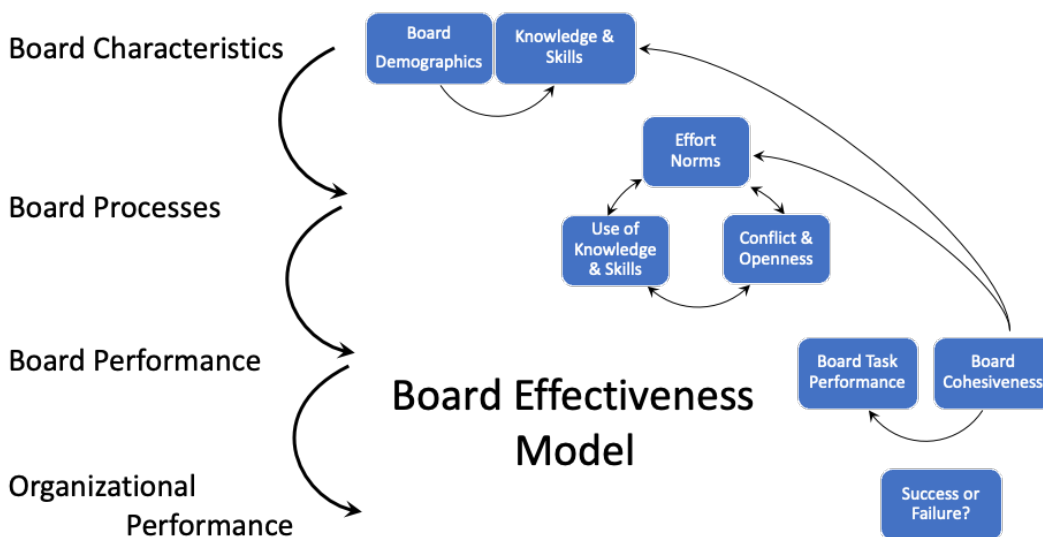 Board Characteristics
Board
Demographics
Knowledge &
Skills
Effort
Norms
Board Processes
Use of
Knowledge
& Skills
Conflict &
Openness
Board Performance
Board Effectiveness
Model
Board Task
Performance
Board
Cohesiveness
Organizational
Performance
Success or
Failure?